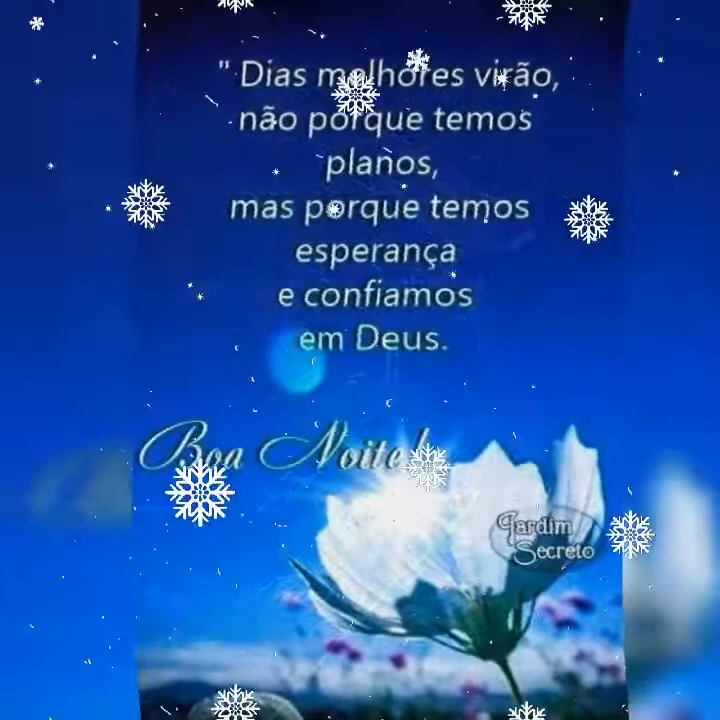 " Dias melhores virão,
não porque temos
planos,
mas porque temos
esperança
e confiamos
em Deus.
Boa Noite!
Jardim
Secreto